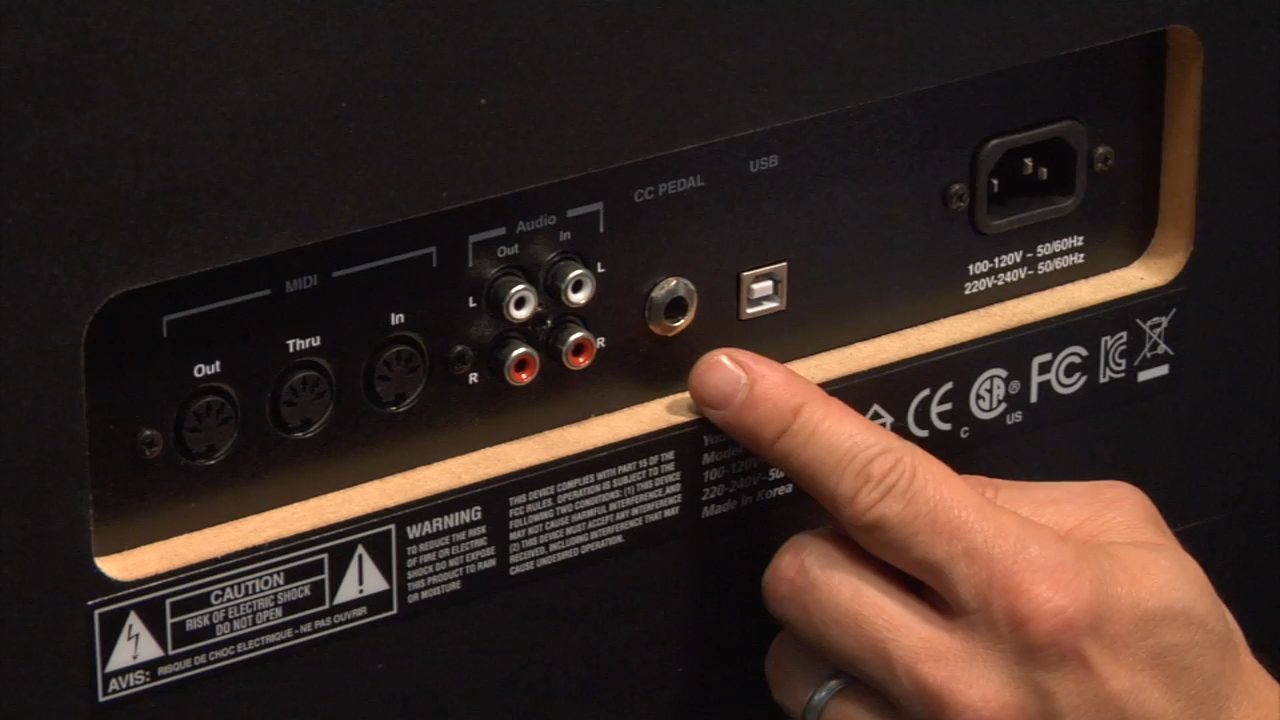 MIDI
Out
Thru
In
Audio
Out
In
L
L
R
R
CC PEDAL
USB
100-120V ~ 50/60Hz
220V-240V~ 50/60Hz
CAUTION
RISK OF ELECTRIC SHOCK
DO NOT OPEN
AVIS: RISQUE DE CHOC ELECTRIQUE - NE PAS OUVRIR
WARNING
TO REDUCE THE RISK
OF FIRE OR ELECTRIC
SHOCK DO NOT EXPOSE
THIS PRODUCT TO RAIN
OR MOISTURE
THIS DEVICE COMPLIES WITH PART 15 OF THE
FCC RULES. OPERATION IS SUBJECT TO THE
FOLLOWING TWO CONDITIONS: (1) THIS DEVICE
MAY NOT CAUSE HARMFUL INTERFERENCE, AND
(2) THIS DEVICE MUST ACCEPT ANY INTERFERENCE
RECEIVED, INCLUDING INTERFERENCE THAT MAY
CAUSE UNDESIRED OPERATION.
100-120V
220-240V~50
Made In Korea
CE
C SA ® US
FC